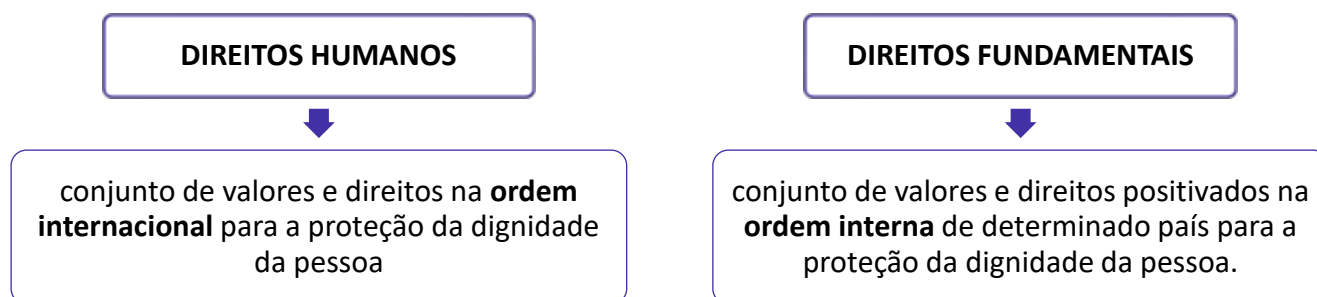 DIREITOS HUMANOS
conjunto de valores e direitos na ordem
internacional para a proteção da dignidade
da pessoa
DIREITOS FUNDAMENTAIS
conjunto de valores e direitos positivados na
ordem interna de determinado país para a
proteção da dignidade da pessoa.